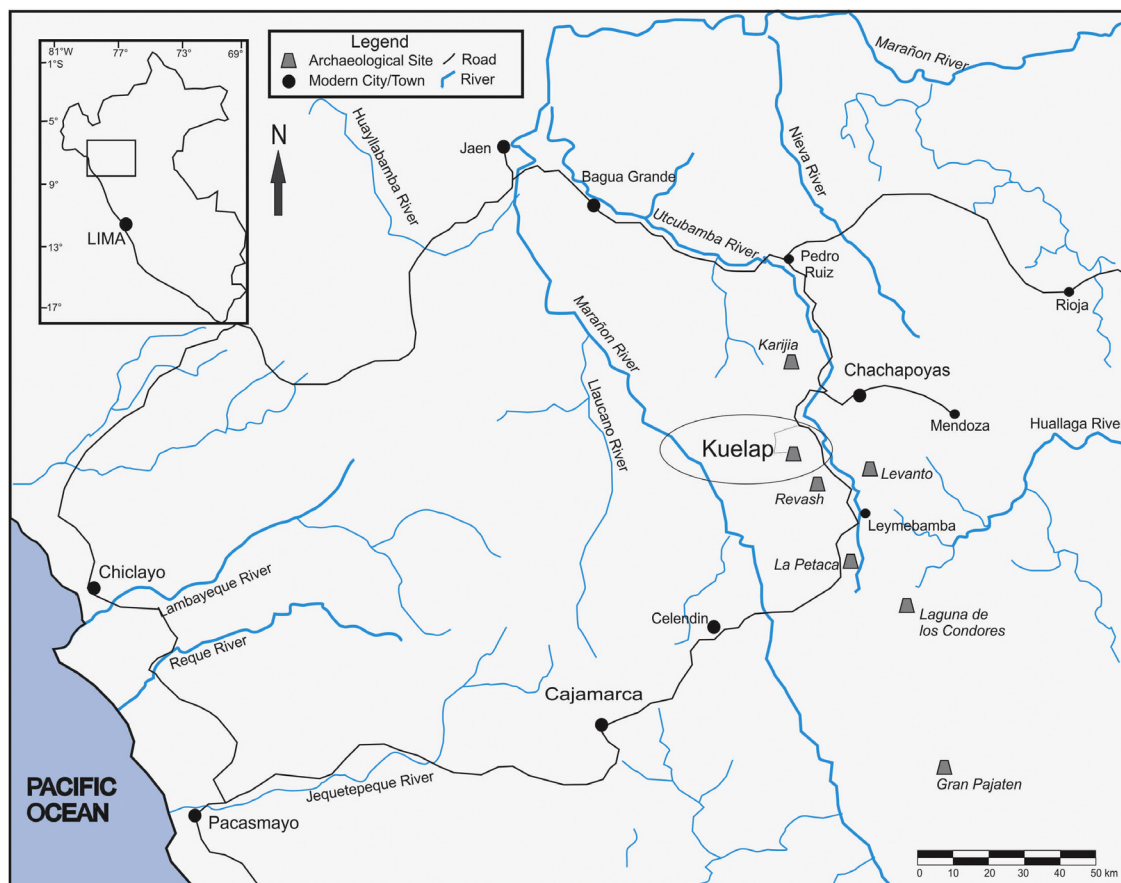 81°W
77°
73°
69°
1°S
5°
9°
13°
17°
LIMA
Legend
Archaeological Site
Road
Modern City/Town
River
N
Huayllabamba River
Jaen
Bagua Grande
Utcubamba River
Nieva River
Marañon River
Pedro
Ruiz
Rioja
Marañon River
Llaucano River
Karijia
Chachapoyas
Mendoza
Huallaga River
Kuelap
Levanto
Revash
Leymebamba
La Petaca
Laguna de
los Condores
Chiclayo
Lambayeque River
Reque River
Celendin
Cajamarca
Jequetepeque River
Pacasmayo
PACIFIC
OCEAN
Gran Pajaten
0 10 20 30 40 50 km